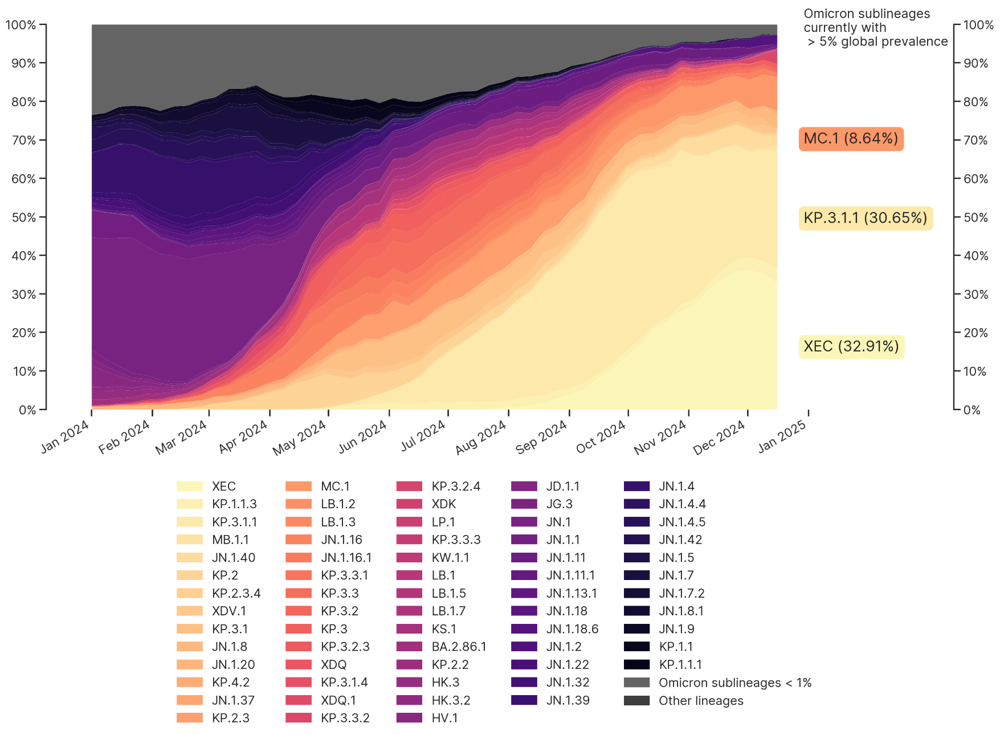 Omicron sublineages
currently with
> 5% global prevalence
100%
90%
80%
70%
60%
50%
40%
30%
20%
10%
0%
100%
90%
80%
70%
60%
50%
40%
30%
20%
10%
0%
MC.1 (8.64%)
KP.3.1.1 (30.65%)
XEC (32.91%)
Jan 2024
Feb 2024
Mar 2024
Apr 2024
May 2024
Jun 2024
Jul 2024
Aug 2024
Sep 2024
Oct 2024
Nov 2024
Dec 2024
Jan 2025
XEC
KP.1.1.3
KP.3.1.1
MB.1.1
JN.1.40
KP.2
KP.2.3.4
XDV.1
KP.3.1
JN.1.8
JN.1.20
KP.4.2
JN.1.37
KP.2.3
MC.1
LB.1.2
LB.1.3
JN.1.16
JN.1.16.1
KP.3.3.1
KP.3.3
KP.3.2
KP.3
KP.3.2.3
XDQ
KP.3.1.4
XDQ.1
KP.3.3.2
KP.3.2.4
XDK
LP.1
KP.3.3.3
KW.1.1
LB.1
LB.1.5
LB.1.7
KS.1
BA.2.86.1
KP.2.2
HK.3
HK.3.2
HV.1
JD.1.1
JG.3
JN.1
JN.1.1
JN.1.11
JN.1.11.1
JN.1.13.1
JN.1.18
JN.1.18.6
JN.1.2
JN.1.22
JN.1.32
JN.1.39
JN.1.4
JN.1.4.4
JN.1.4.5
JN.1.42
JN.1.5
JN.1.7
JN.1.7.2
JN.1.8.1
JN.1.9
KP.1.1
KP.1.1.1
Omicron sublineages < 1%
Other lineages